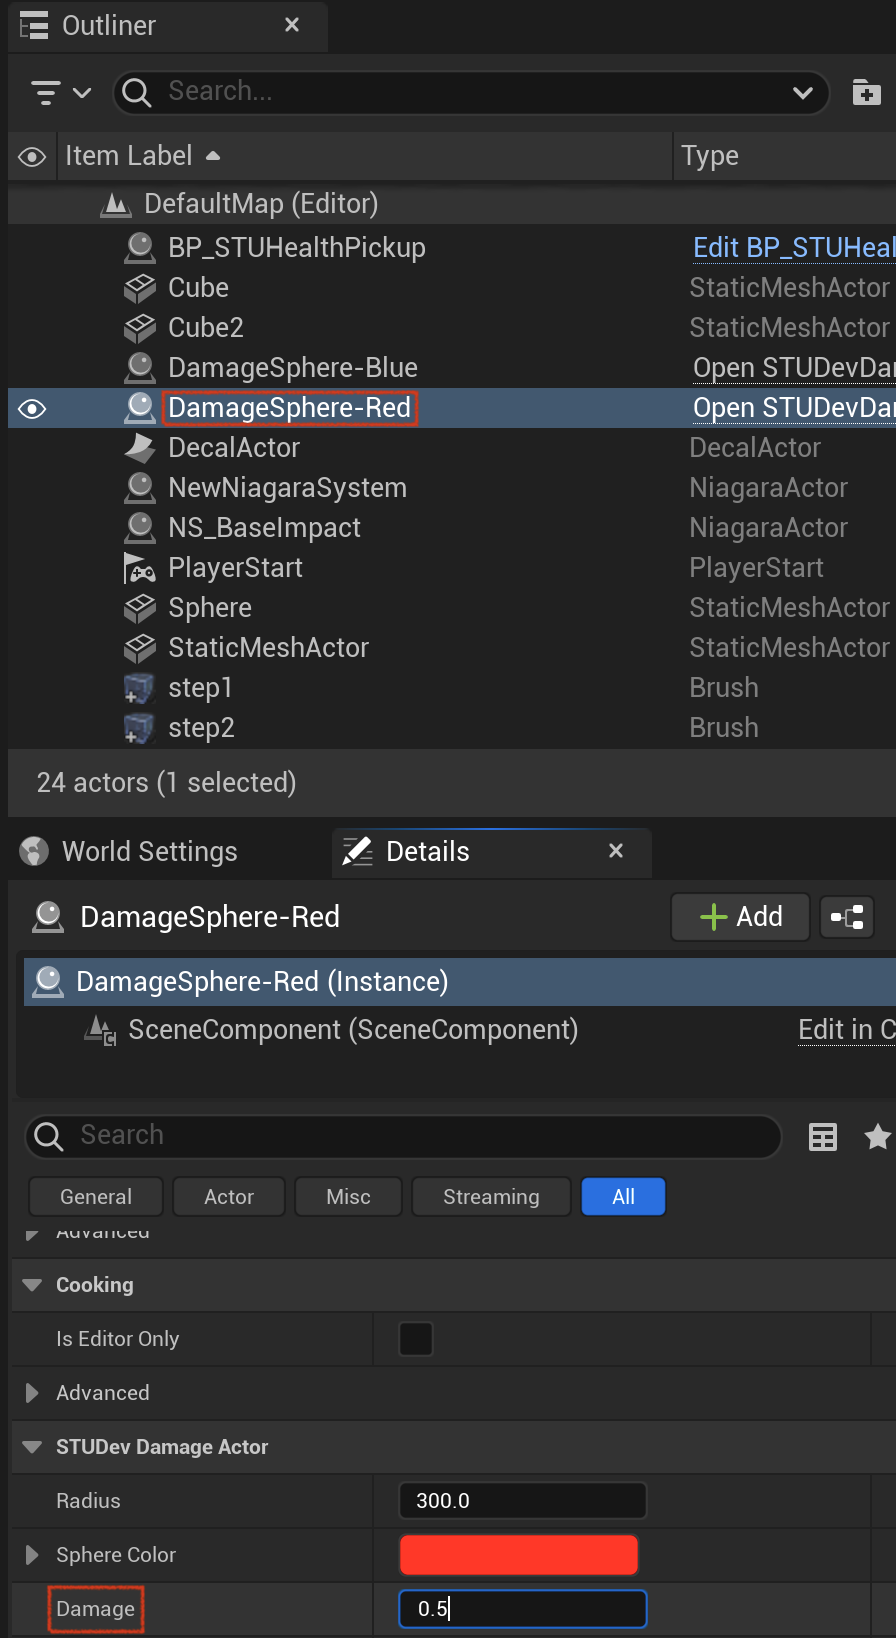 Outliner
Search...
Item Label Type
DefaultMap (Editor)
BP_STUHealthPickup Edit BP_STUHeal
Cube StaticMeshActor
Cube2 StaticMeshActor
DamageSphere-Blue Open STUDevDar
DamageSphere-Red Open STUDevDar
DecalActor DecalActor
NewNiagaraSystem NiagaraActor
NS_BaseImpact NiagaraActor
PlayerStart PlayerStart
Sphere StaticMeshActor
StaticMeshActor StaticMeshActor
step1 Brush
step2 Brush
24 actors (1 selected)
World Settings Details
DamageSphere-Red Add
DamageSphere-Red (Instance)
SceneComponent (SceneComponent) Edit in C
Search
General Actor Misc Streaming All
Advanced
Cooking
Is Editor Only
Advanced
STUDev Damage Actor
Radius 300.0
Sphere Color
Damage 0.5